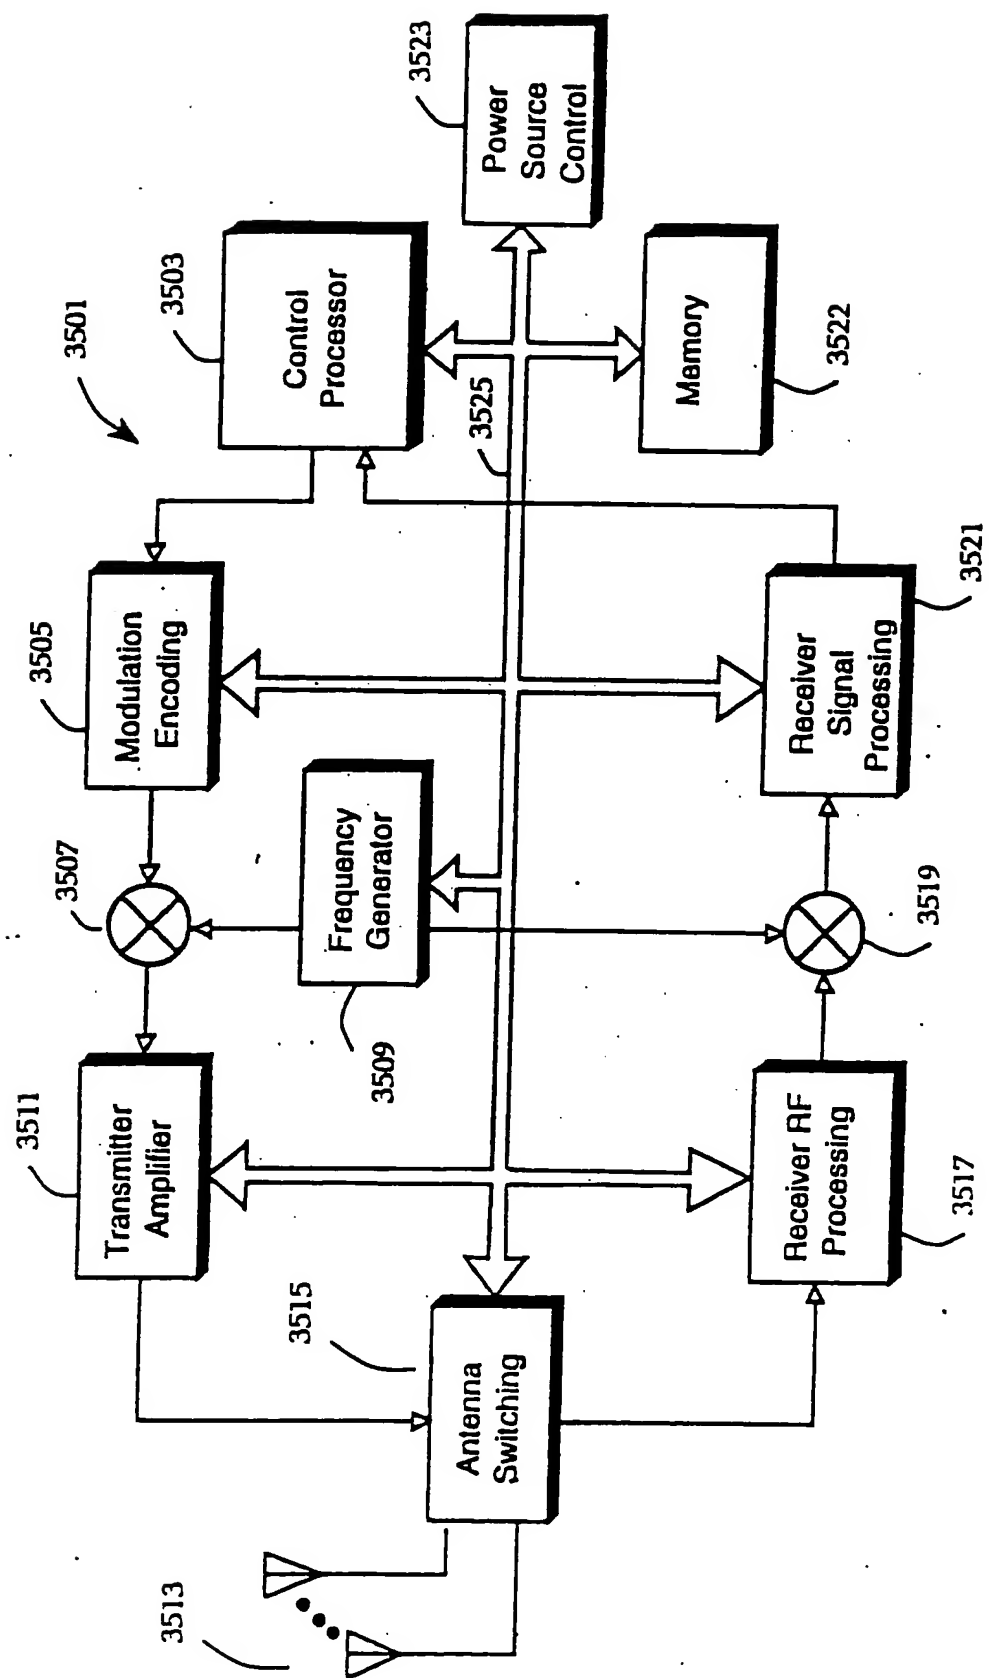 3501
3523
Power
Source
Control
3503
Control
Processor
3525
Memory
3522
3505
Modulation
Encoding
3507
3509
Frequency
Generator
Receiver
Signal
Processing
3521
3519
3511
Transmitter
Amplifier
3515
Antenna
Switching
3513
Receiver RF
Processing
3517